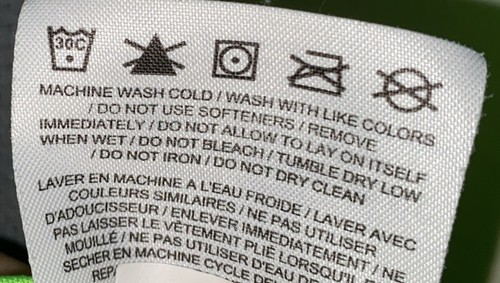 30C
MACHINE WASH COLD / WASH WITH LIKE COLORS
/ DO NOT USE SOFTENERS / REMOVE
IMMEDIATELY / DO NOT ALLOW TO LAY ON ITSELF
WHEN WET / DO NOT BLEACH / TUMBLE DRY LOW
/ DO NOT IRON / DO NOT DRY CLEAN
LAVER EN MACHINE A L'EAU FROIDE / LAVER AVEC
COULEURS SIMILAIRES / NE PAS UTILISER
D'ADOUCISSEUR / ENLEVER IMMEDIATEMENT / NE
PAS LAISSER LE VÊTEMENT PLIÉ LORSQU'IL
MOUILLÉ / NE PAS UTILISER D'EAU DE
SECHER EN MACHINE CYCLE